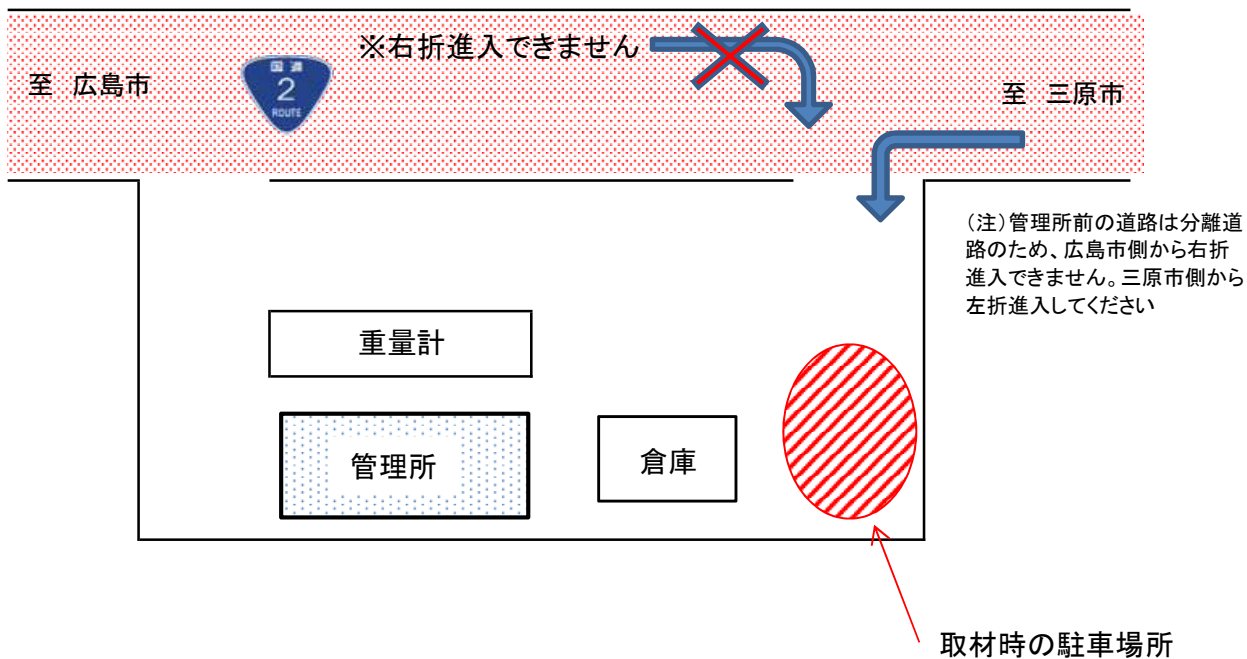 ※右折進入できません
至 広島市
国道
2
ROUTE
至 三原市
(注)管理所前の道路は分離道
路のため、広島市側から右折
進入できません。三原市側から
左折進入してください
重量計
管理所
倉庫
取材時の駐車場所